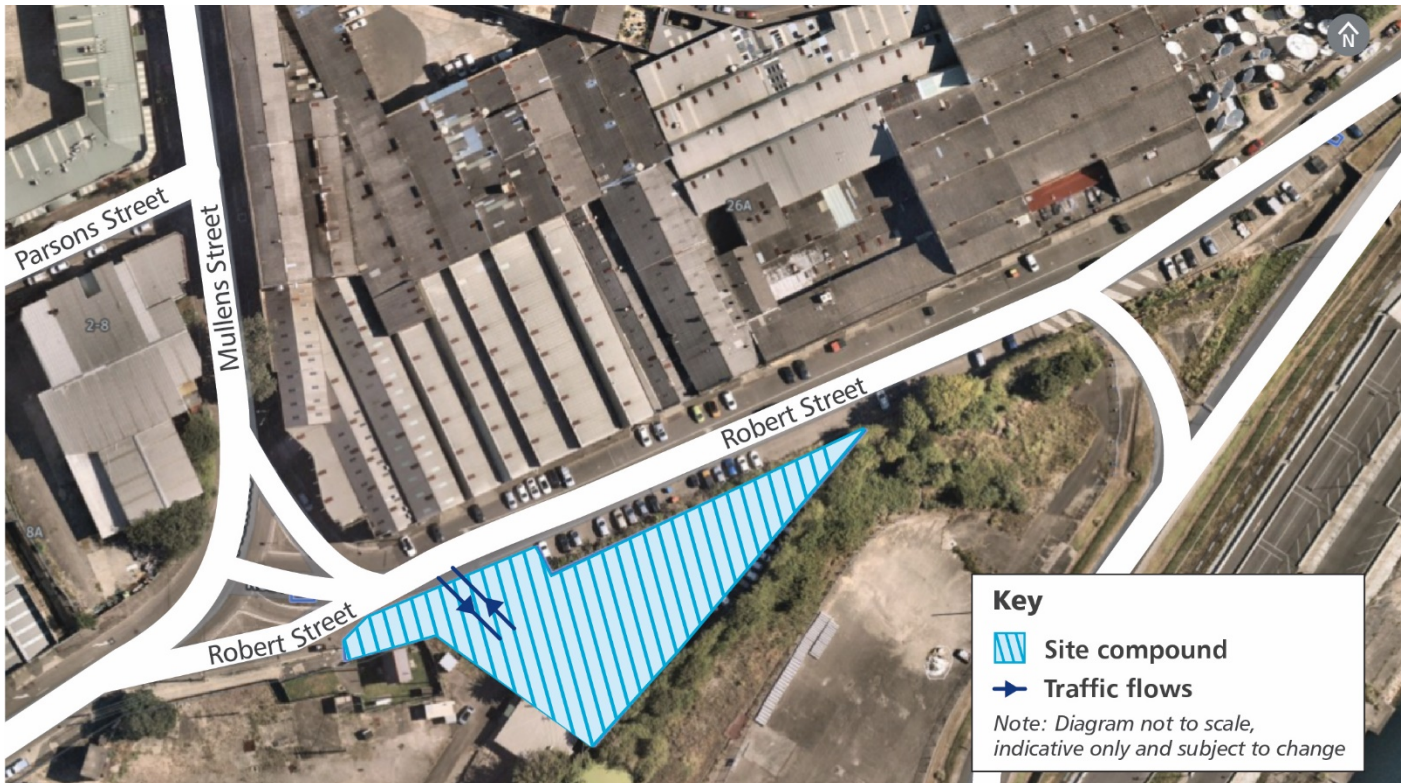 N
Parsons Street
Mullens Street
2-8
26A
8A
Robert Street
Robert Street
Key
Site compound
Traffic flows
Note: Diagram not to scale,
indicative only and subject to change